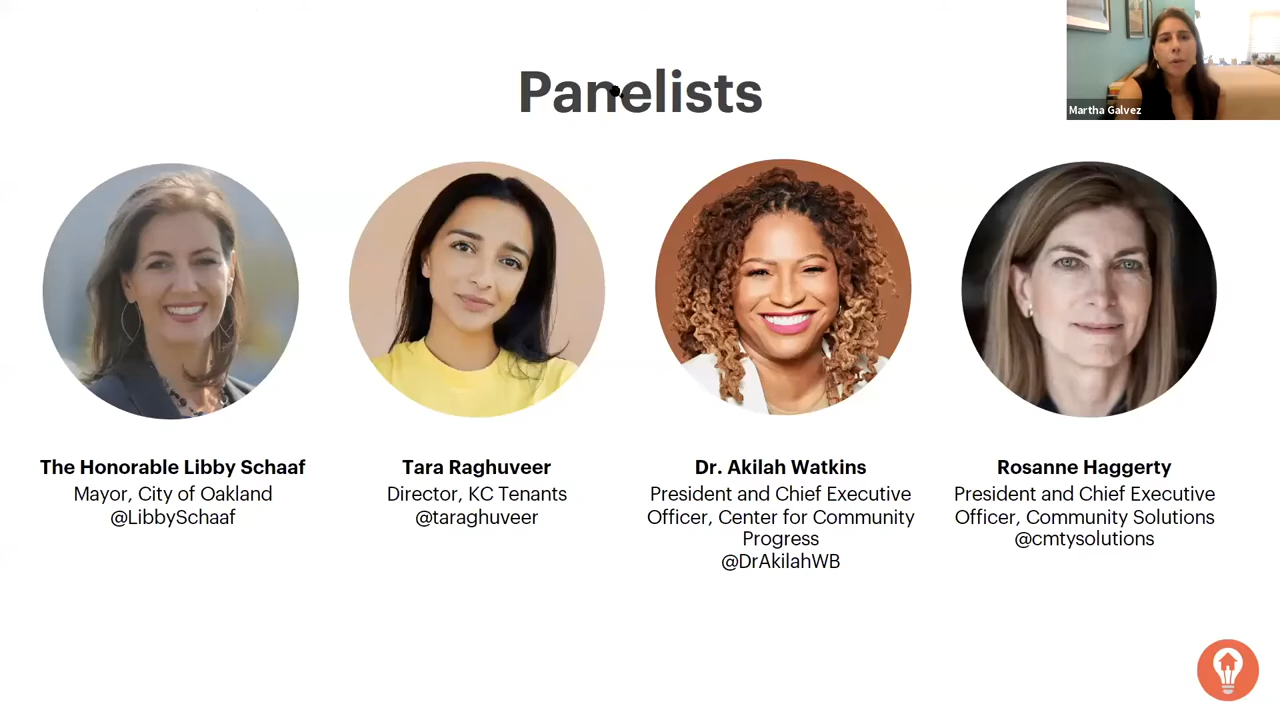 Panelists
Martha Galvez
The Honorable Libby Schaaf
Mayor, City of Oakland
@LibbySchaaf
Tara Raghuveer
Director, KC Tenants
@taraghuveer
Dr. Akilah Watkins
President and Chief Executive
Officer, Center for Community
Progress
@DrAkilahWB
Rosanne Haggerty
President and Chief Executive
Officer, Community Solutions
@cmtysolutions